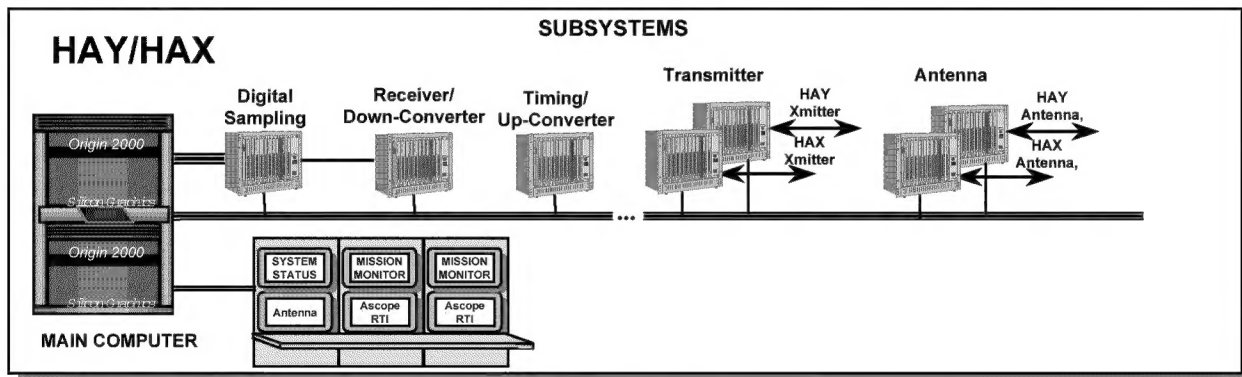 SUBSYSTEMS
HAY/HAX
Transmitter
Antenna
Digital
Sampling
Receiver/
Down-Converter
Timing/
Up-Converter
HAY
Xmitter
HAX
Xmitter
HAY
Antenna,
HAX
Antenna,
Origin 2000
Silicon Graphics
...
Origin 2000
Silicon Graphics
SYSTEM
STATUS
MISSION
MONITOR
MISSION
MONITOR
Antenna
Ascope
RTI
Ascope
RTI
MAIN COMPUTER